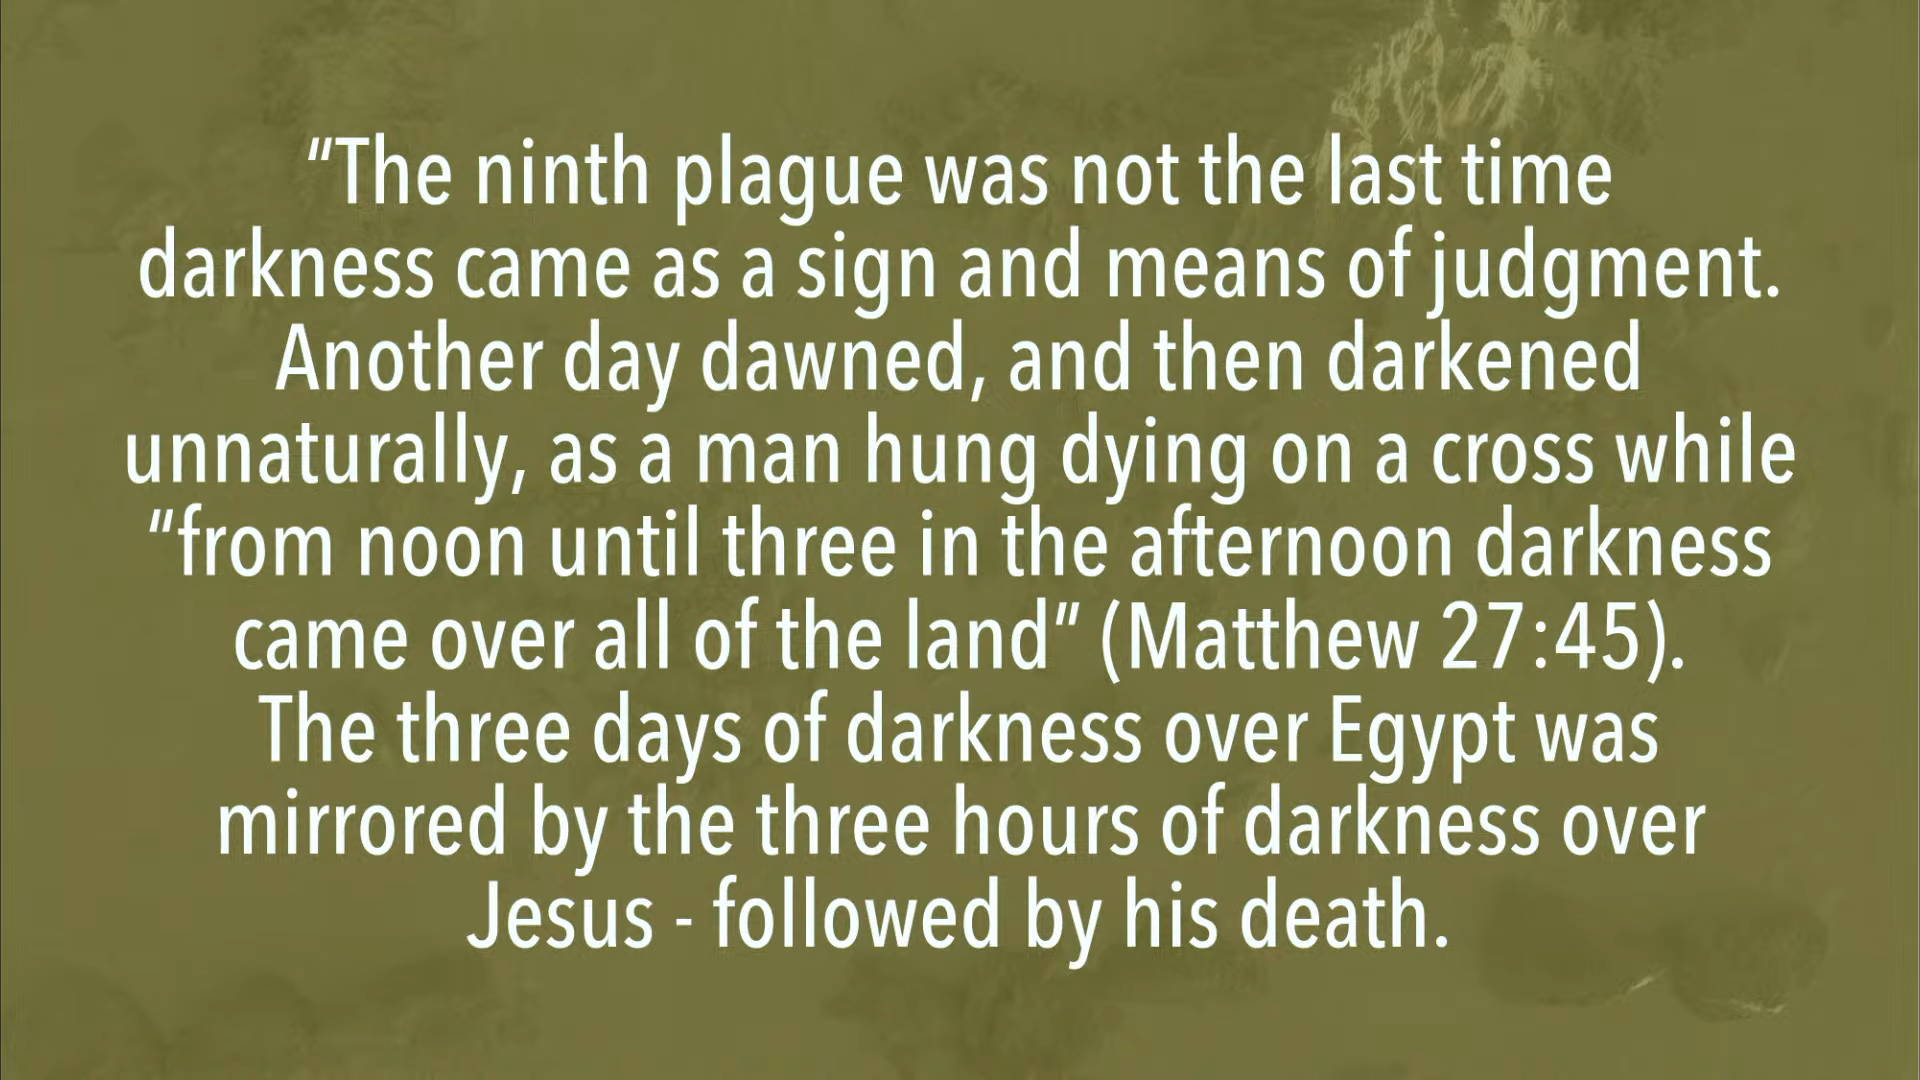 “The ninth plague was not the last time
darkness came as a sign and means of judgment.
Another day dawned, and then darkened
unnaturally, as a man hung dying on a cross while
“from noon until three in the afternoon darkness
came over all of the land” (Matthew 27:45).
The three days of darkness over Egypt was
mirrored by the three hours of darkness over
Jesus - followed by his death.